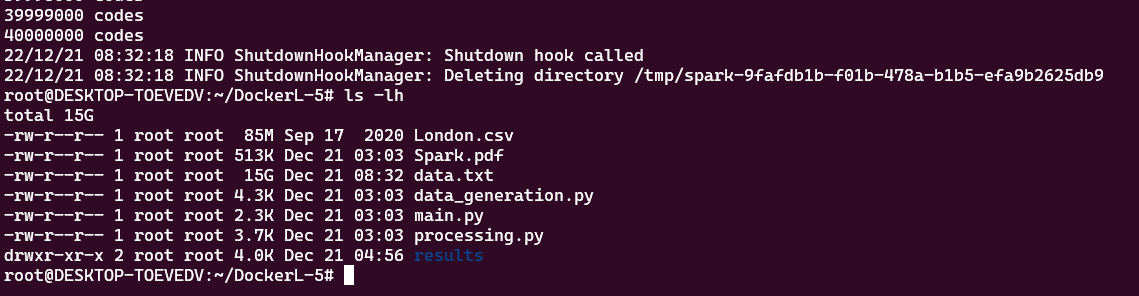 39999000 codes
40000000 codes
22/12/21 08:32:18 INFO ShutdownHookManager: Shutdown hook called
22/12/21 08:32:18 INFO ShutdownHookManager: Deleting directory /tmp/spark-9fafdb1b-f01b-478a-b1b5-efa9b2625db9
root@DESKTOP-TOEVEDV:~/DockerL-5# ls -lh
total 15G
-rw-r--r-- 1 root root  85M Sep 17  2020 London.csv
-rw-r--r-- 1 root root 513K Dec 21 03:03 Spark.pdf
-rw-r--r-- 1 root root  15G Dec 21 08:32 data.txt
-rw-r--r-- 1 root root 4.3K Dec 21 03:03 data_generation.py
-rw-r--r-- 1 root root 2.3K Dec 21 03:03 main.py
-rw-r--r-- 1 root root 3.7K Dec 21 03:03 processing.py
drwxr-xr-x 2 root root 4.0K Dec 21 04:56 results
root@DESKTOP-TOEVEDV:~/DockerL-5#